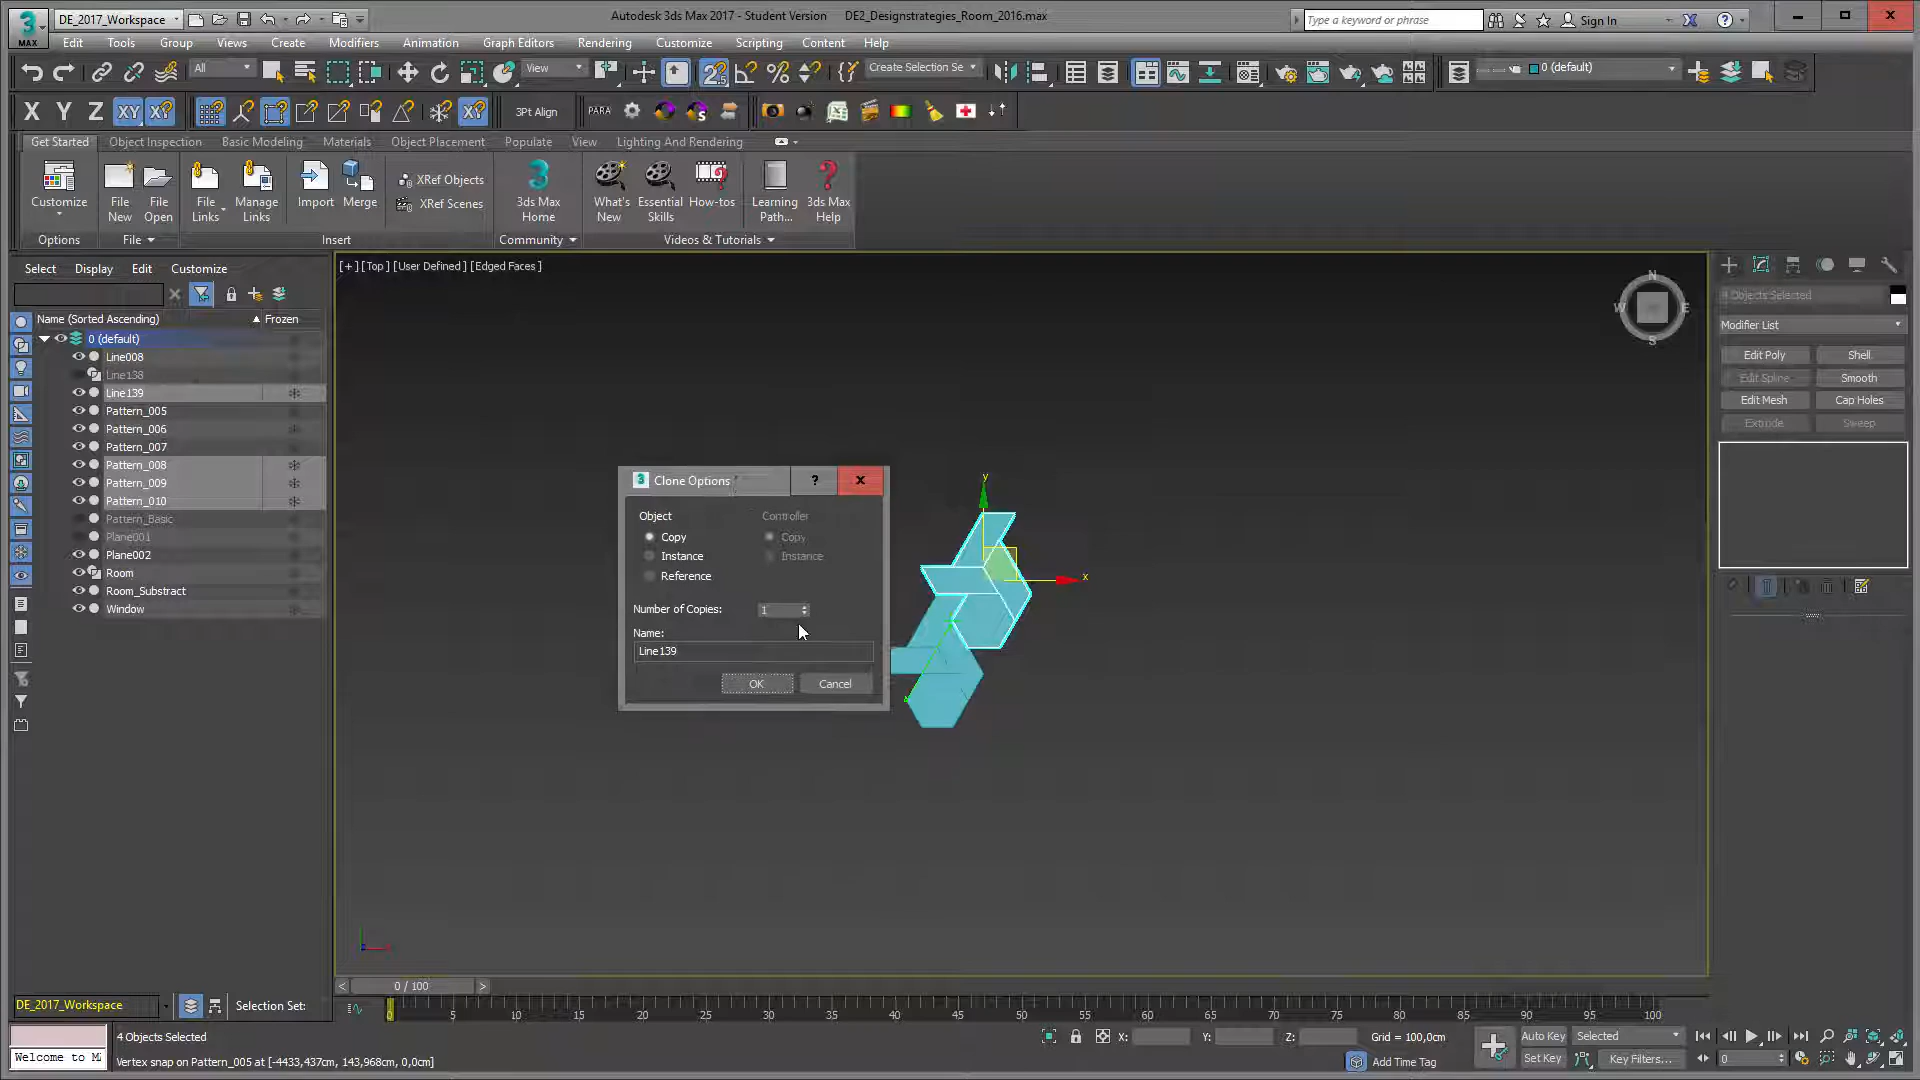 DE_2017_Workspace
Autodesk 3ds Max 2017 - Student Version DE2_Designstrategies_Room_2016.max
Type a keyword or phrase
Sign In
MAX
Edit Tools Group Views Create Modifiers Animation Graph Editors Rendering Customize Scripting Content Help
All
View
Create Selection Se
0 (default)
X Y Z XY
3Pt Align
PARA
Get Started Object Inspection Basic Modeling Materials Object Placement Populate View Lighting And Rendering
Customize
File New
File Open
File Links
Manage Links
Import
Merge
XRef Objects
XRef Scenes
3ds Max Home
What's New
Essential Skills
How-tos
Learning Path...
3ds Max Help
Options File Insert Community Videos & Tutorials
Select Display Edit Customize
[+] [Top ] [User Defined ] [Edged Faces ]
Name (Sorted Ascending) Frozen
0 (default)
Line008
Line138
Line139
Pattern_005
Pattern_006
Pattern_007
Pattern_008
Pattern_009
Pattern_010
Pattern_Basic
Plane001
Plane002
Room
Room_Substract
Window
Clone Options
?
Object
Controller
Copy
Copy
Instance
Instance
Reference
Number of Copies: 1
Name:
Line139
OK
Cancel
y
x
N
W
E
S
4 Objects Selected
Modifier List
Edit Poly
Shell
Edit Spline
Smooth
Edit Mesh
Cap Holes
Extrude
Sweep
< 0 / 100 >
DE_2017_Workspace
Selection Set:
0 5 10 15 20 25 30 35 40 45 50 55 60 65 70 75 80 85 90 95 100
4 Objects Selected
X:
Y:
Z:
Grid = 100,0cm
Auto Key
Selected
Welcome to M
Vertex snap on Pattern_005 at [-4433,437cm, 143,968cm, 0,0cm]
Add Time Tag
Set Key
Key Filters...
0